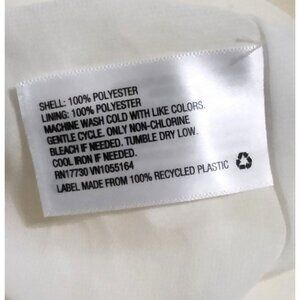 SHELL: 100% POLYESTER
LINING: 100% POLYESTER
MACHINE WASH COLD WITH LIKE COLORS.
GENTLE CYCLE. ONLY NON-CHLORINE
BLEACH IF NEEDED. TUMBLE DRY LOW.
COOL IRON IF NEEDED.
RN17730 VN1055164
LABEL MADE FROM 100% RECYCLED PLASTIC